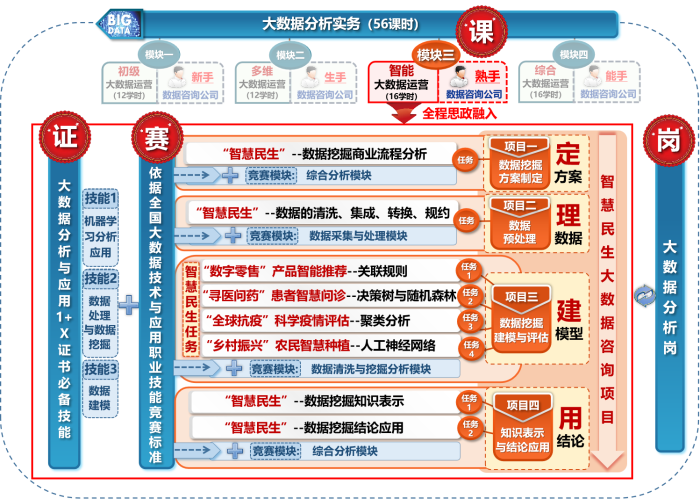 BIG
DATA
大数据分析实务（56课时）
课
模块一
初级
大数据运营
(12学时)
新手
数据咨询公司
模块二
多维
大数据运营
(12学时)
生手
数据咨询公司
模块三
智能
大数据运营
(16学时)
熟手
数据咨询公司
模块四
综合
大数据运营
(16学时)
能手
数据咨询公司
全程思政融入
证
大数据分析与应用1+X证书必备技能
技能1
机器学
习分析
应用
技能2
数据
处理
与数据
挖掘
技能3
数据
建模
赛
依据全国大数据技术与应用职业技能竞赛标准
“智慧民生”--数据挖掘商业流程分析
任务
竞赛模块:
综合分析模块
项目一
数据挖掘
方案制定
定
方案
“智慧民生”--数据的清洗、集成、转换、规约
任务
竞赛模块:
数据采集与处理模块
项目二
数据
预处理
理
数据
智慧民生任务
“数字零售”产品智能推荐--关联规则
任务
1
“寻医问药”患者智慧问诊--决策树与随机森林
任务
2
“全球抗疫”科学疫情评估--聚类分析
任务
3
“乡村振兴”农民智慧种植--人工神经网络
任务
4
竞赛模块:
数据清洗与挖掘分析模块
项目三
数据挖掘
建模与评估
建
模型
“智慧民生”--数据挖掘知识表示
任务
1
“智慧民生”--数据挖掘结论应用
任务
2
竞赛模块:
综合分析模块
项目四
知识表示
与结论应用
用
结论
智慧民生大数据咨询项目
岗
大数据分析岗